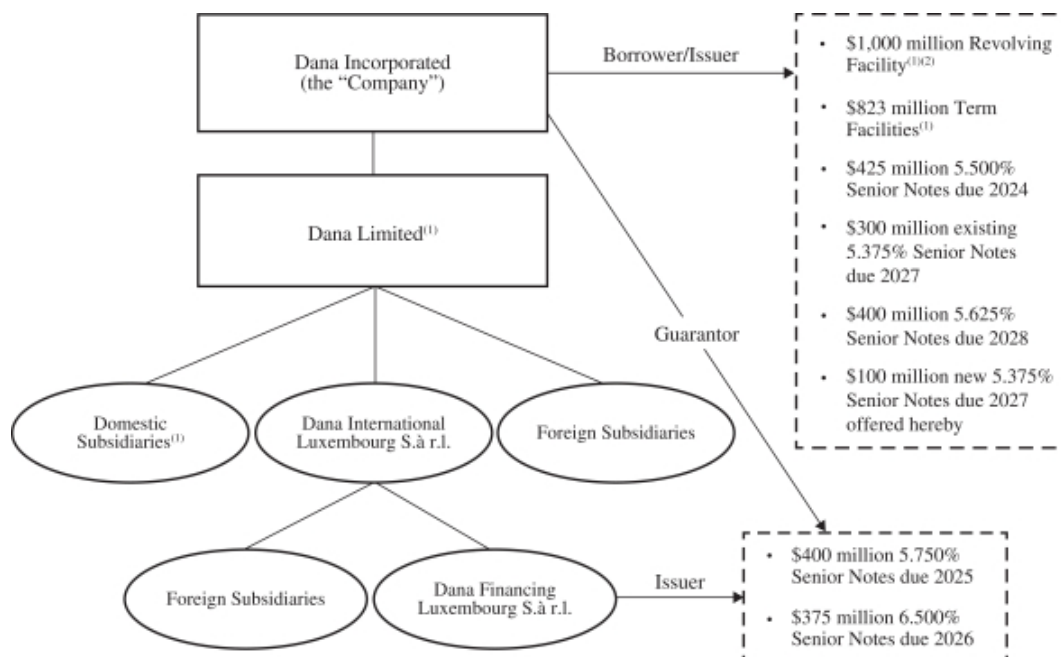 Dana Incorporated
(the “Company”)
Borrower/Issuer
• $1,000 million Revolving
Facility(1)(2)
• $823 million Term
Facilities(1)
• $425 million 5.500%
Senior Notes due 2024
• $300 million existing
5.375% Senior Notes
due 2027
• $400 million 5.625%
Senior Notes due 2028
• $100 million new 5.375%
Senior Notes due 2027
offered hereby
Dana Limited(1)
Guarantor
Domestic
Subsidiaries(1)
Dana International
Luxembourg S.à r.l.
Foreign Subsidiaries
Foreign Subsidiaries
Dana Financing
Luxembourg S.à r.l.
Issuer
• $400 million 5.750%
Senior Notes due 2025
• $375 million 6.500%
Senior Notes due 2026